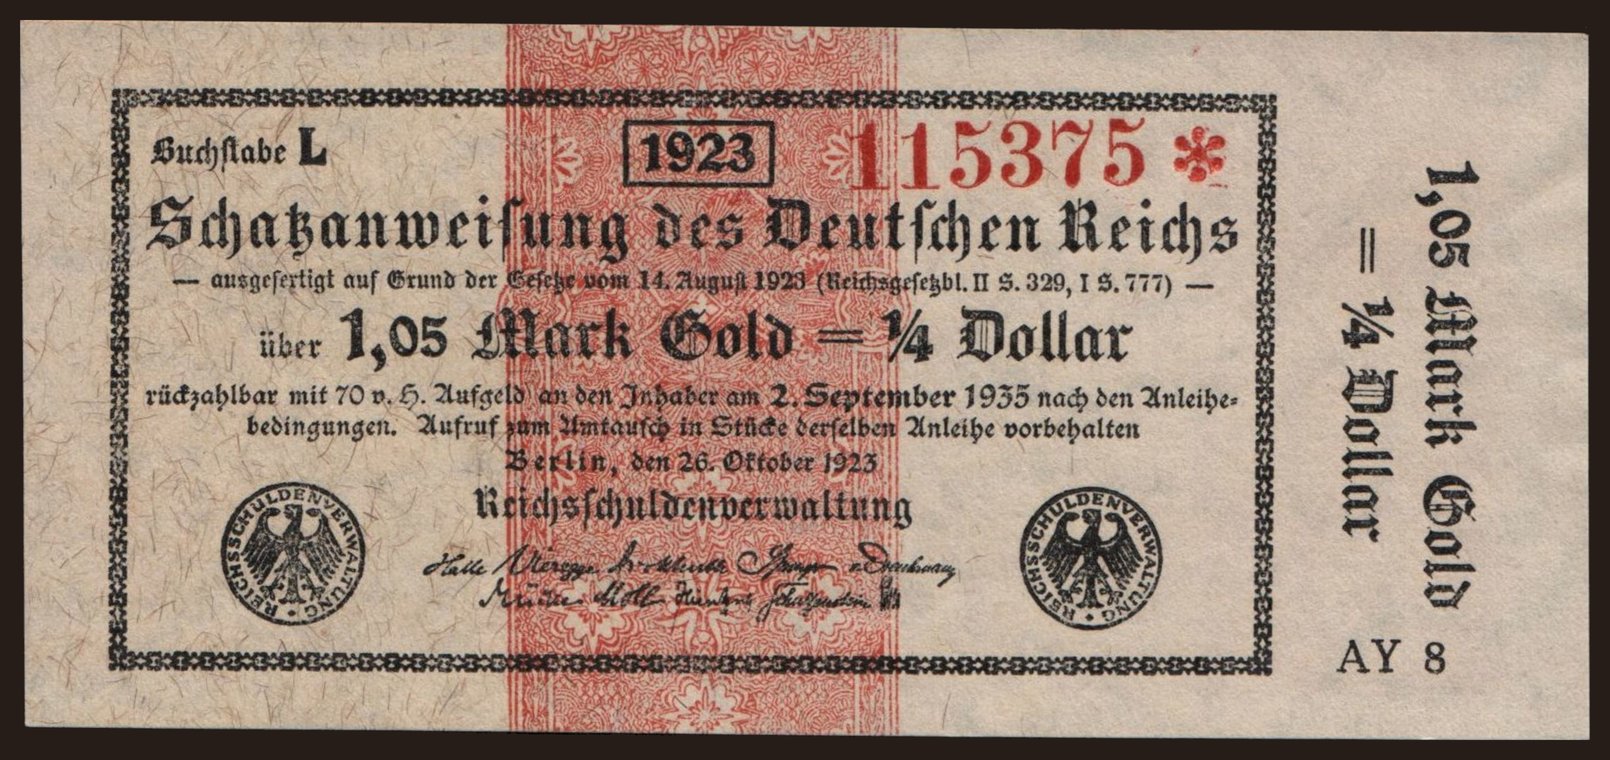 Buchstabe L
1923
115375 *
Schatzanweisung des Deutschen Reichs
— ausgefertigt auf Grund der Gesetze vom 14. August 1923 (Reichsgesetzbl. II S. 329, I S. 777) —
über 1,05 Mark Gold = ¼ Dollar
rückzahlbar mit 70 v. H. Aufgeld an den Inhaber am 2. September 1935 nach den Anleihe-
bedingungen. Aufruf zum Umtausch in Stücke derselben Anleihe vorbehalten
Berlin, den 26. Oktober 1923
Reichsschuldenverwaltung
REICHSSCHULDENVERWALTUNG
REICHSSCHULDENVERWALTUNG
Halle Vieregge
1,05 Mark Gold
= ¼ Dollar
AY 8